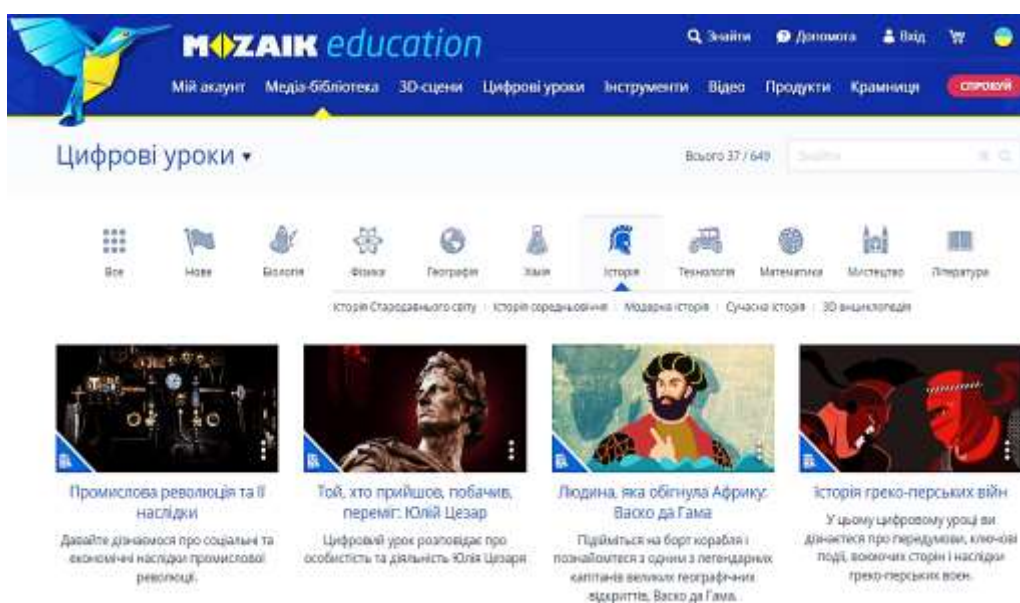 MOZAIK education
Знайти Допомога Вхід
Мій акаунт Медіа-бібліотека 3D-сцени Цифрові уроки Інструменти Відео Продукти Крамниця СПРОБУЙ
Цифрові уроки
Всього 37 / 649 Знайти
Все Нове Біологія Фізика Географія Хімія Історія Технологія Математика Мистецтво Література
Історія Стародавнього світу Історія середньовіччя Модерна історія Сучасна історія 3D енциклопедія
Промислова революція та її
наслідки
Давайте дізнаємося про соціальні та
економічні наслідки промислової
революції.
Той, хто прийшов, побачив,
переміг: Юлій Цезар
Цифровий урок розповідає про
особистість та діяльність Юлія Цезаря
Людина, яка обігнула Африку:
Васко да Гама
Підійміться на борт корабля і
познайомтеся з одним з легендарних
капітанів великих географічних
відкриттів, Васко да Гама.
Історія греко-перських війн
У цьому цифровому уроці ви
дізнаєтеся про передумови, ключові
події, воюючих сторін і наслідки
греко-перських воєн.